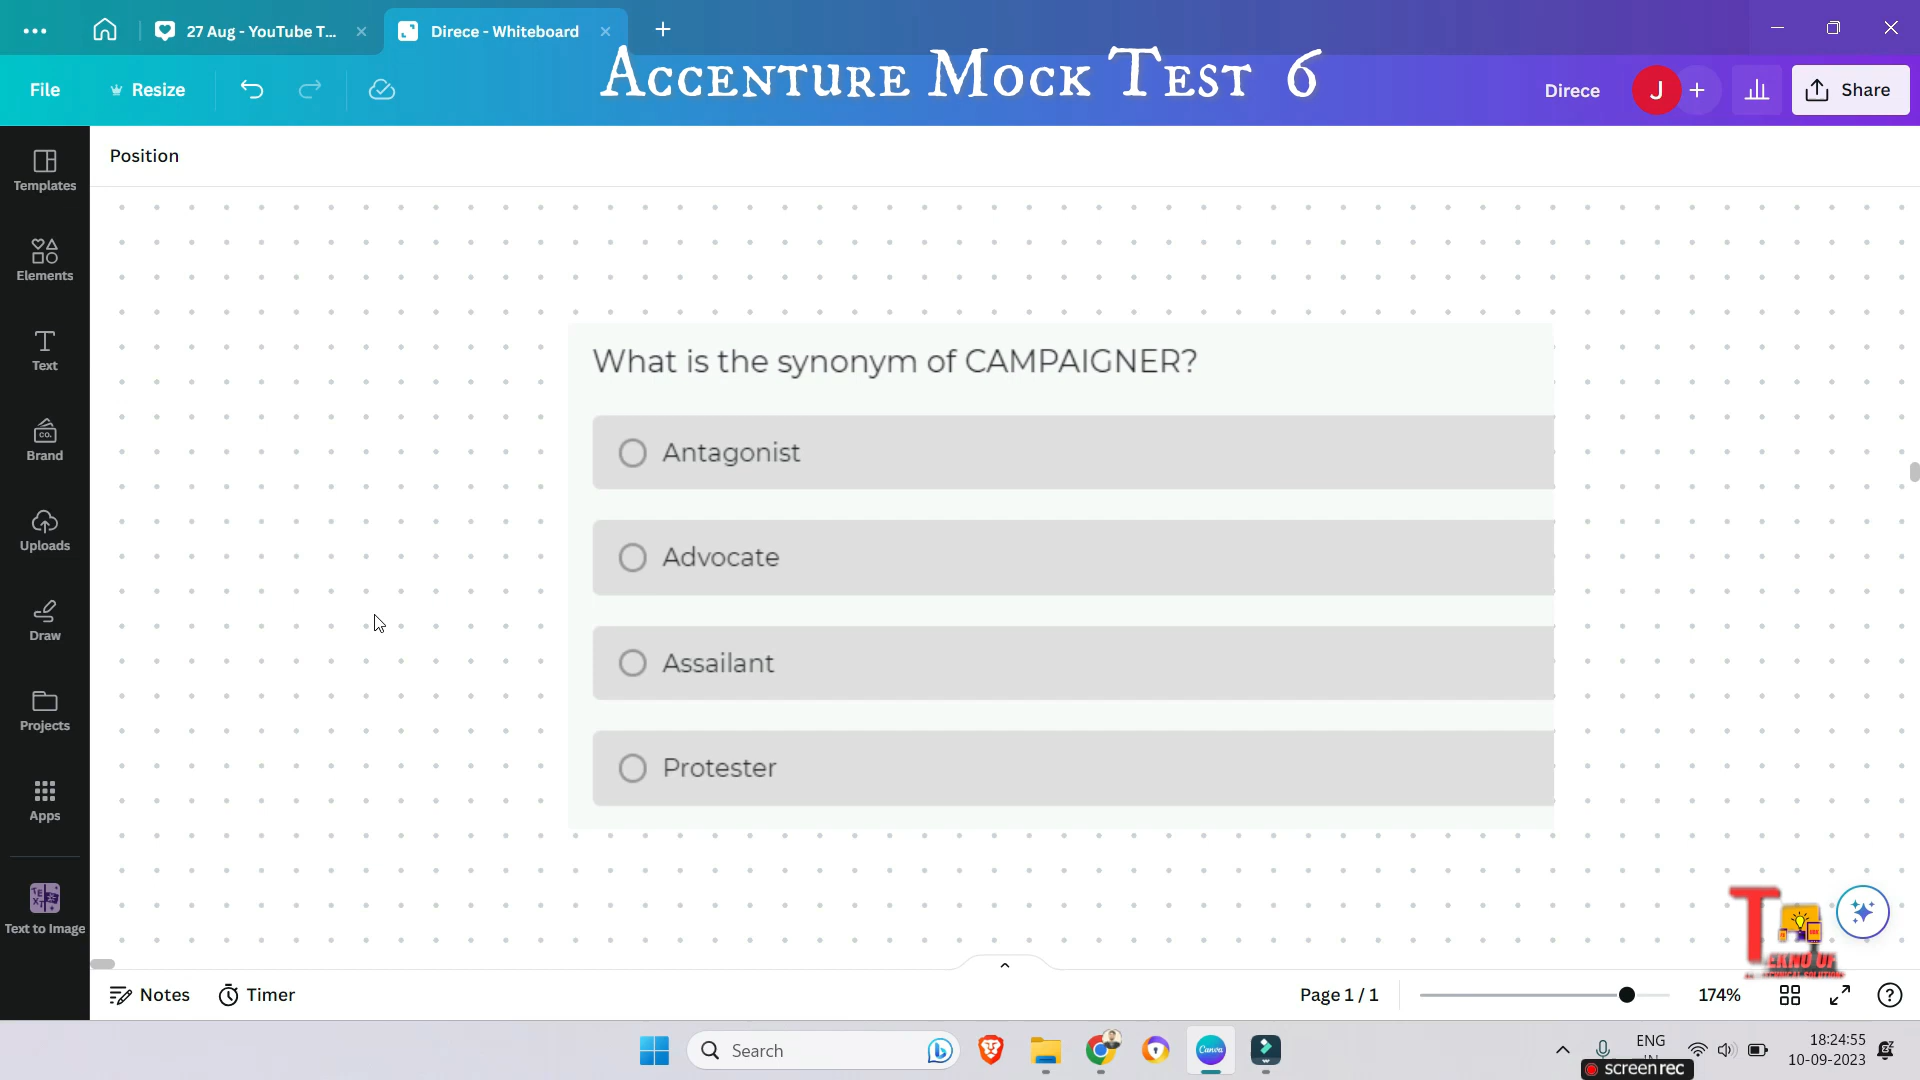 27 Aug - YouTube T...
Direce - Whiteboard
ACCENTURE MOCK TEST 6
File
Resize
Direce
J
Share
Position
Templates
Elements
Text
Brand
Uploads
Draw
Projects
Apps
Text to Image
What is the synonym of CAMPAIGNER?
Antagonist
Advocate
Assailant
Protester
Notes
Timer
Page 1 / 1
174%
Search
Canva
ENG
IN
18:24:55
10-09-2023
screenrec